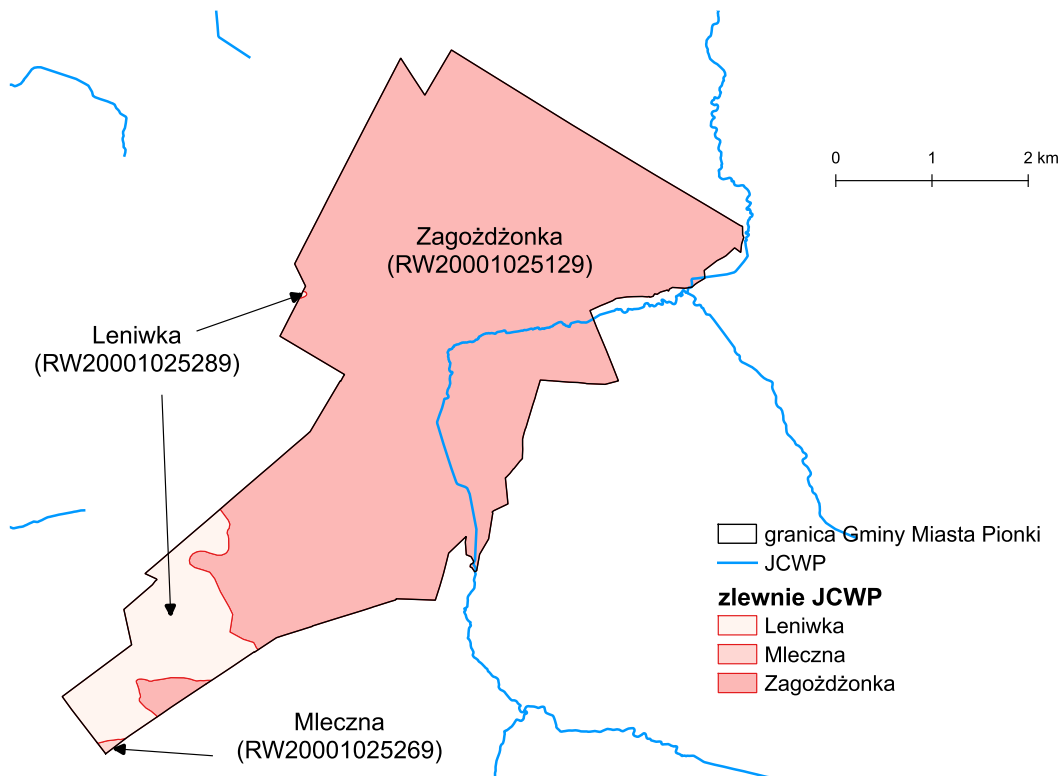 0 1 2 km
Zagożdżonka
(RW20001025129)
Leniwka
(RW20001025289)
Mleczna
(RW20001025269)
granica Gminy Miasta Pionki
JCWP
zlewnie JCWP
Leniwka
Mleczna
Zagożdżonka